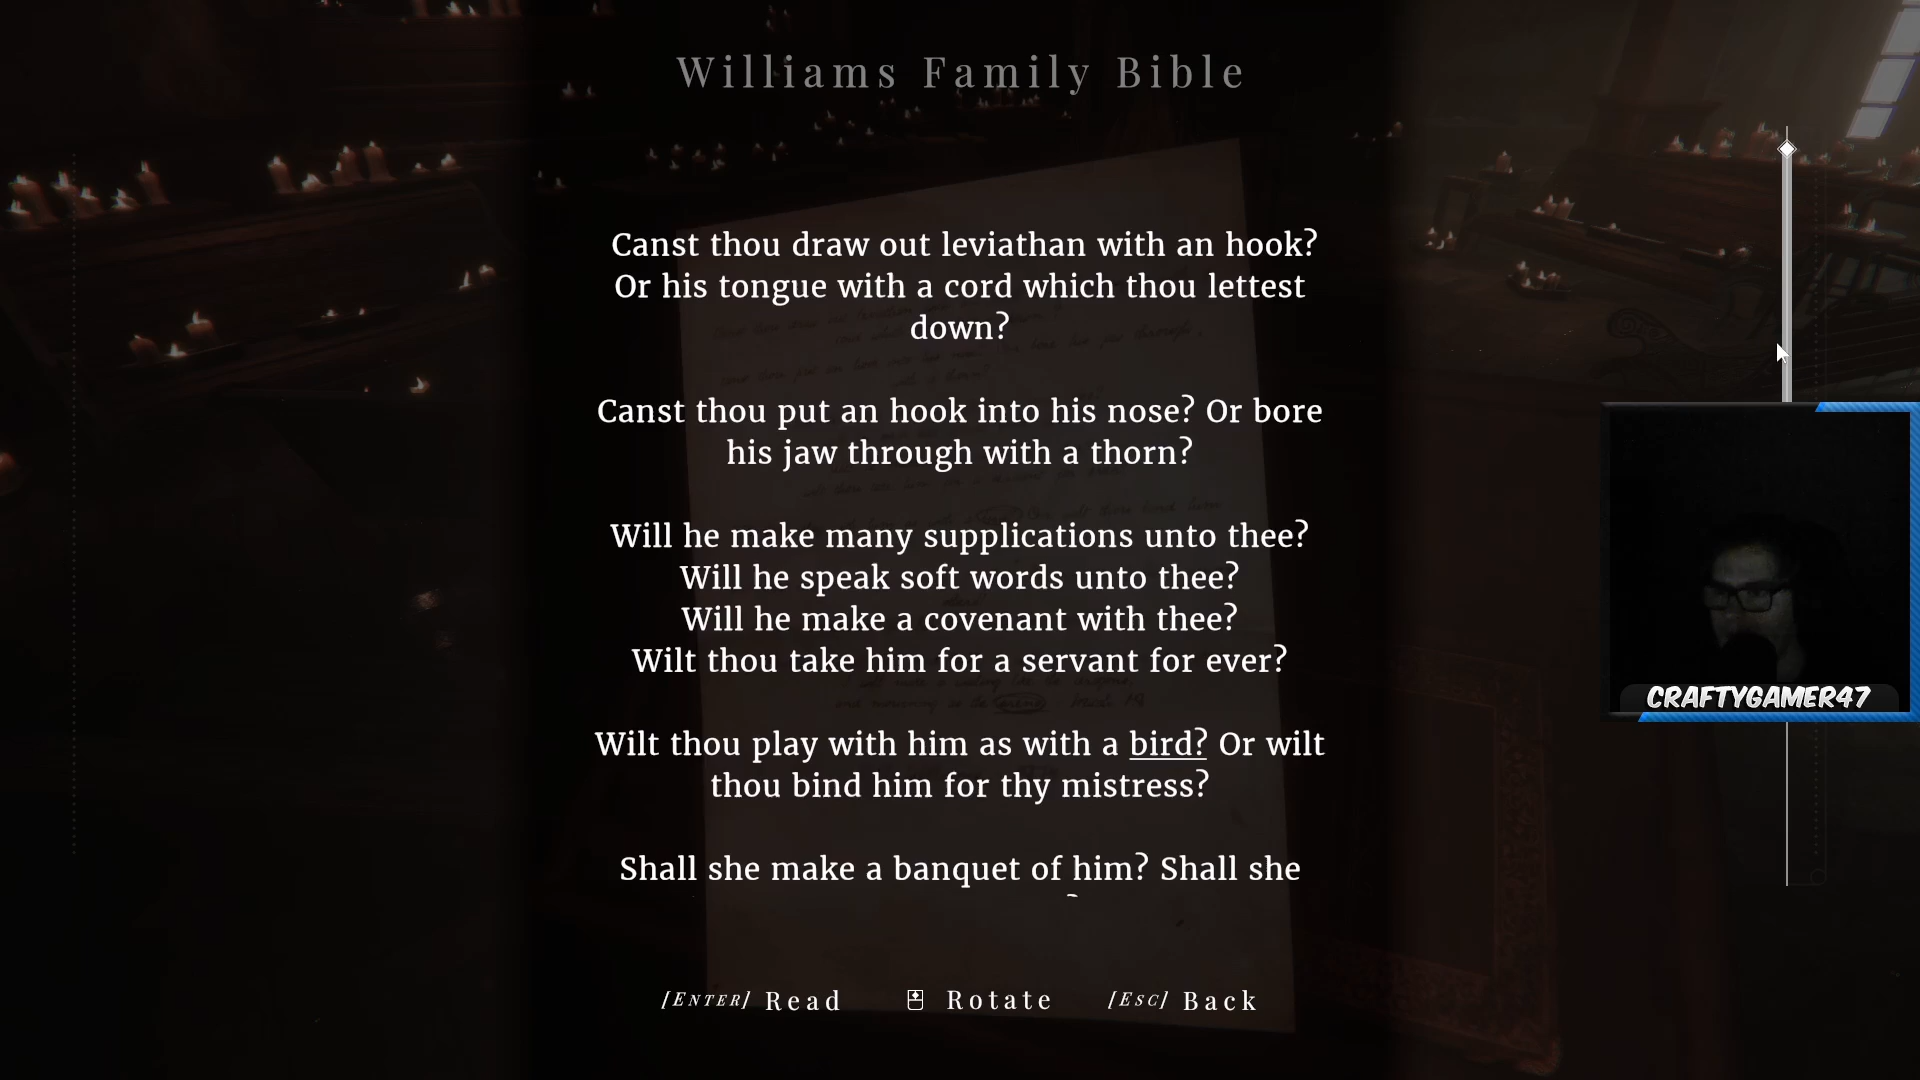 Williams Family Bible
Canst thou draw out leviathan with an hook?
Or his tongue with a cord which thou lettest
down?
Canst thou put an hook into his nose? Or bore
his jaw through with a thorn?
Will he make many supplications unto thee?
Will he speak soft words unto thee?
Will he make a covenant with thee?
Wilt thou take him for a servant for ever?
Wilt thou play with him as with a bird? Or wilt
thou bind him for thy mistress?
Shall she make a banquet of him? Shall she
CRAFTYGAMER47
[ENTER] Read Rotate [ESC] Back